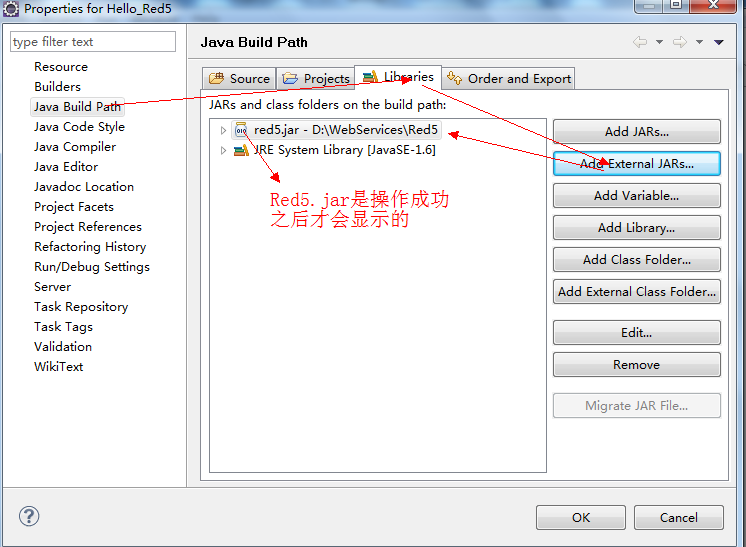 Properties for Hello_Red5
type filter text
Resource
Builders
Java Build Path
Java Code Style
Java Compiler
Java Editor
Javadoc Location
Project Facets
Project References
Refactoring History
Run/Debug Settings
Server
Task Repository
Task Tags
Validation
WikiText
Java Build Path
Source
Projects
Libraries
Order and Export
JARs and class folders on the build path:
red5.jar - D:\WebServices\Red5
JRE System Library [JavaSE-1.6]
Red5.jar是操作成功
之后才会显示的
Add JARs...
Add External JARs...
Add Variable...
Add Library...
Add Class Folder...
Add External Class Folder...
Edit...
Remove
Migrate JAR File...
OK
Cancel